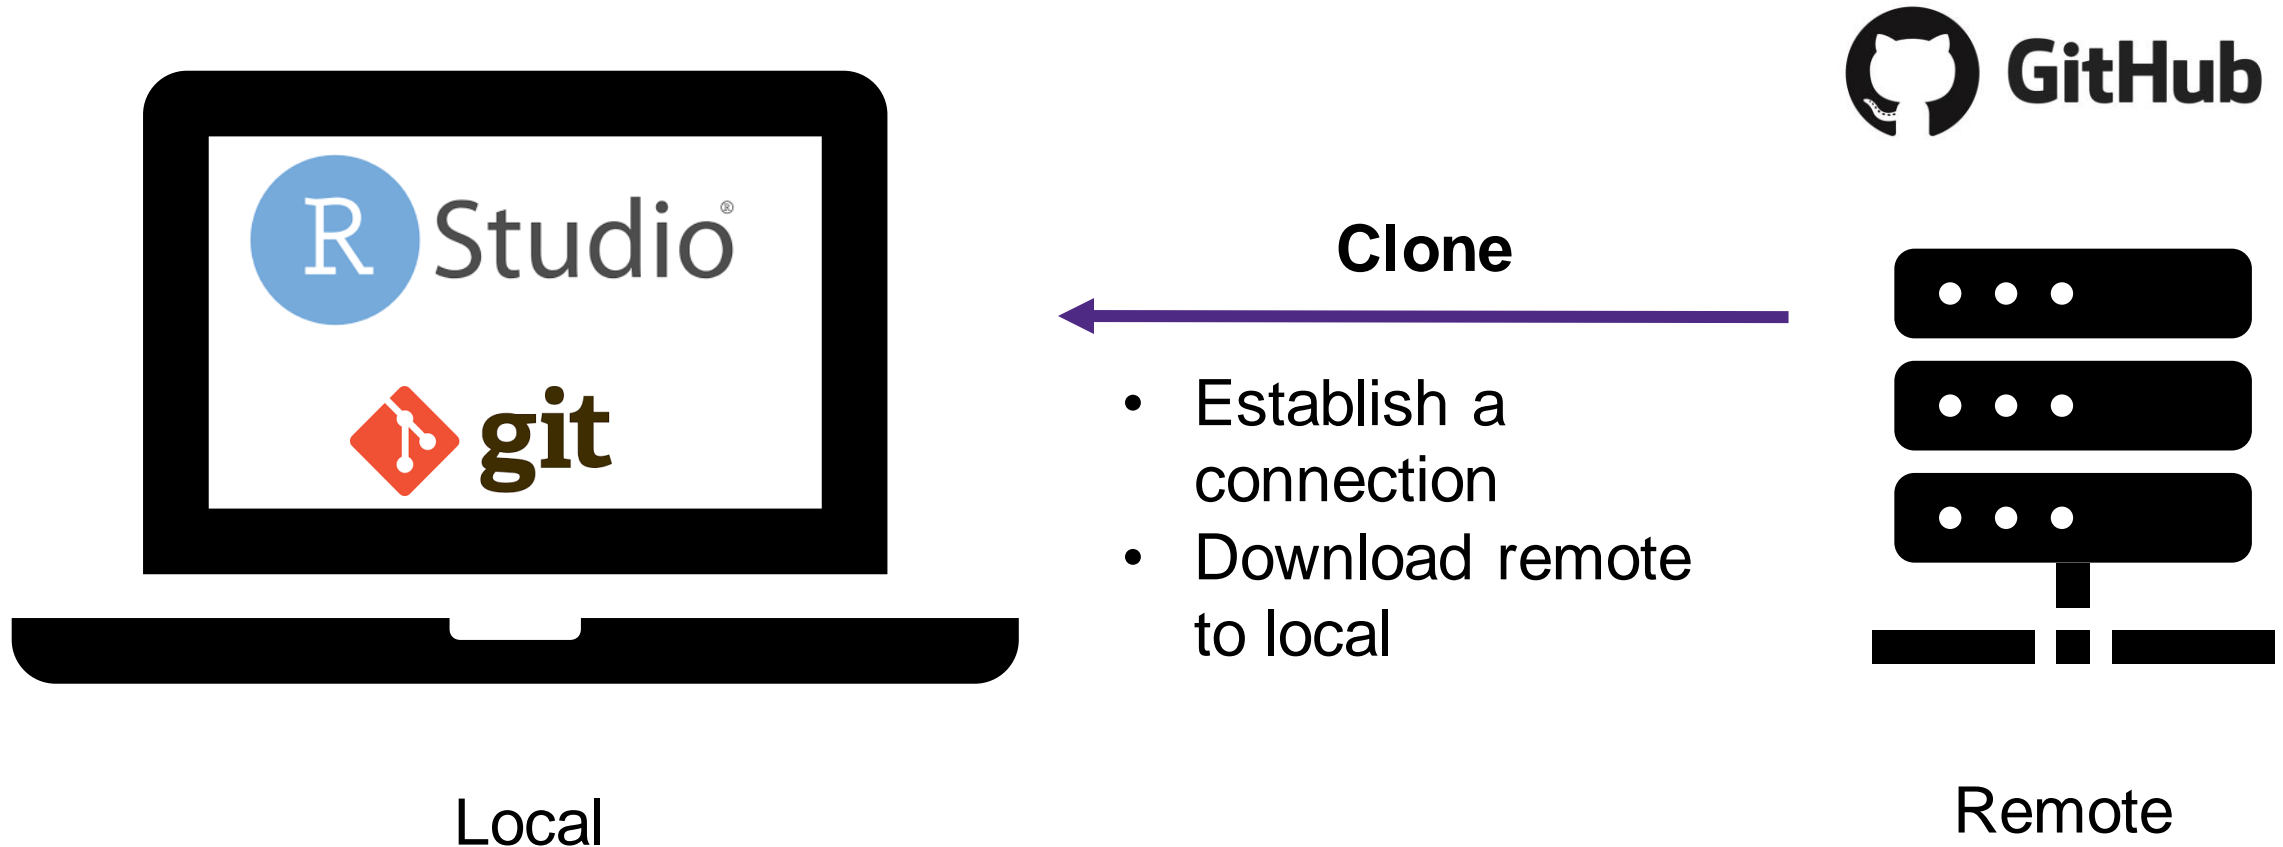 GitHub
R Studio®
git
Clone
• Establish a
connection
• Download remote
to local
Local
Remote